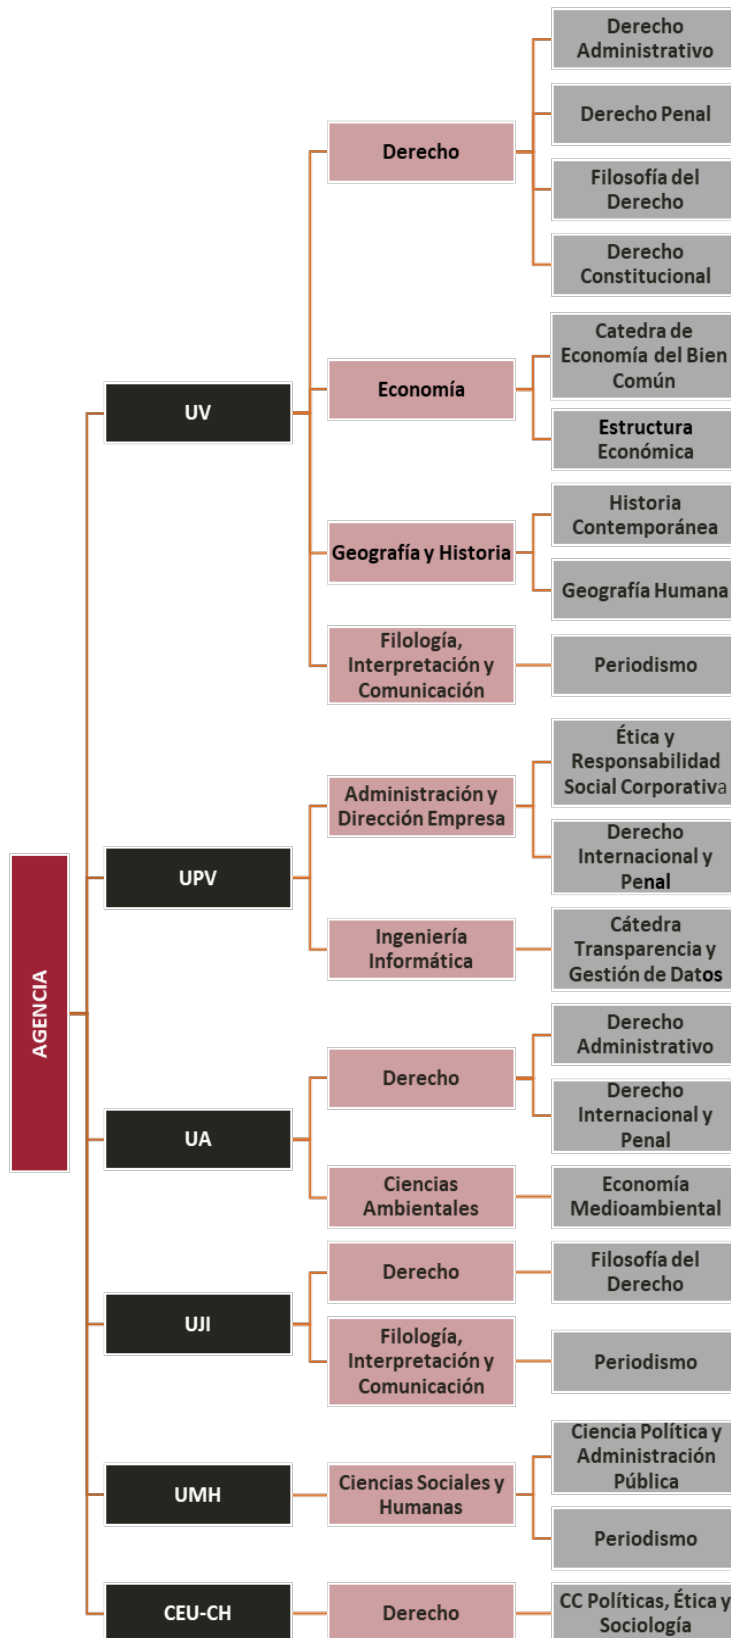 AGENCIA
UV
Derecho
Derecho
Administrativo
Derecho Penal
Filosofía del
Derecho
Derecho
Constitucional
Economía
Catedra de
Economía del Bien
Común
Estructura
Económica
Geografía y Historia
Historia
Contemporánea
Geografía Humana
Filología,
Interpretación y
Comunicación
Periodismo
UPV
Administración y
Dirección Empresa
Ética y
Responsabilidad
Social Corporativa
Derecho
Internacional y
Penal
Ingeniería
Informática
Cátedra
Transparencia y
Gestión de Datos
UA
Derecho
Derecho
Administrativo
Derecho
Internacional y
Penal
Ciencias
Ambientales
Economía
Medioambiental
UJI
Derecho
Filosofía del
Derecho
Filología,
Interpretación y
Comunicación
Periodismo
UMH
Ciencias Sociales y
Humanas
Ciencia Política y
Administración
Pública
Periodismo
CEU-CH
Derecho
CC Políticas, Ética y
Sociología